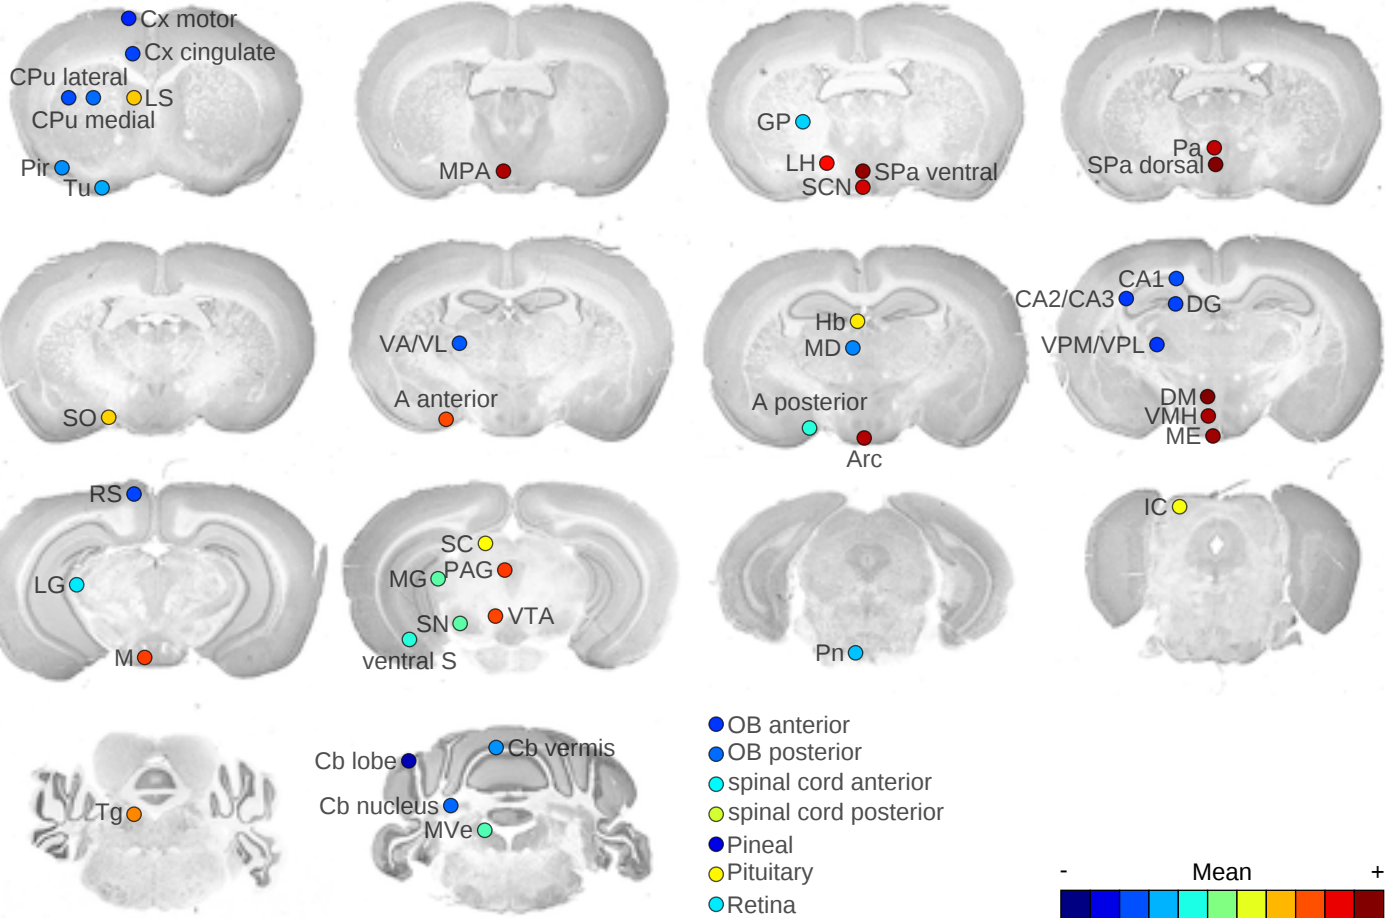 Cx motor
Cx cingulate
CPu lateral
LS
CPu medial
Pir
Tu
MPA
GP
LH
SPa ventral
SCN
Pa
SPa dorsal
SO
VA/VL
A anterior
Hb
MD
A posterior
Arc
CA1
CA2/CA3
DG
VPM/VPL
DM
VMH
ME
RS
LG
M
SC
MG
PAG
SN
VTA
ventral S
Pn
IC
Tg
Cb lobe
Cb vermis
Cb nucleus
MVe
OB anterior
OB posterior
spinal cord anterior
spinal cord posterior
Pineal
Pituitary
Retina
- Mean +